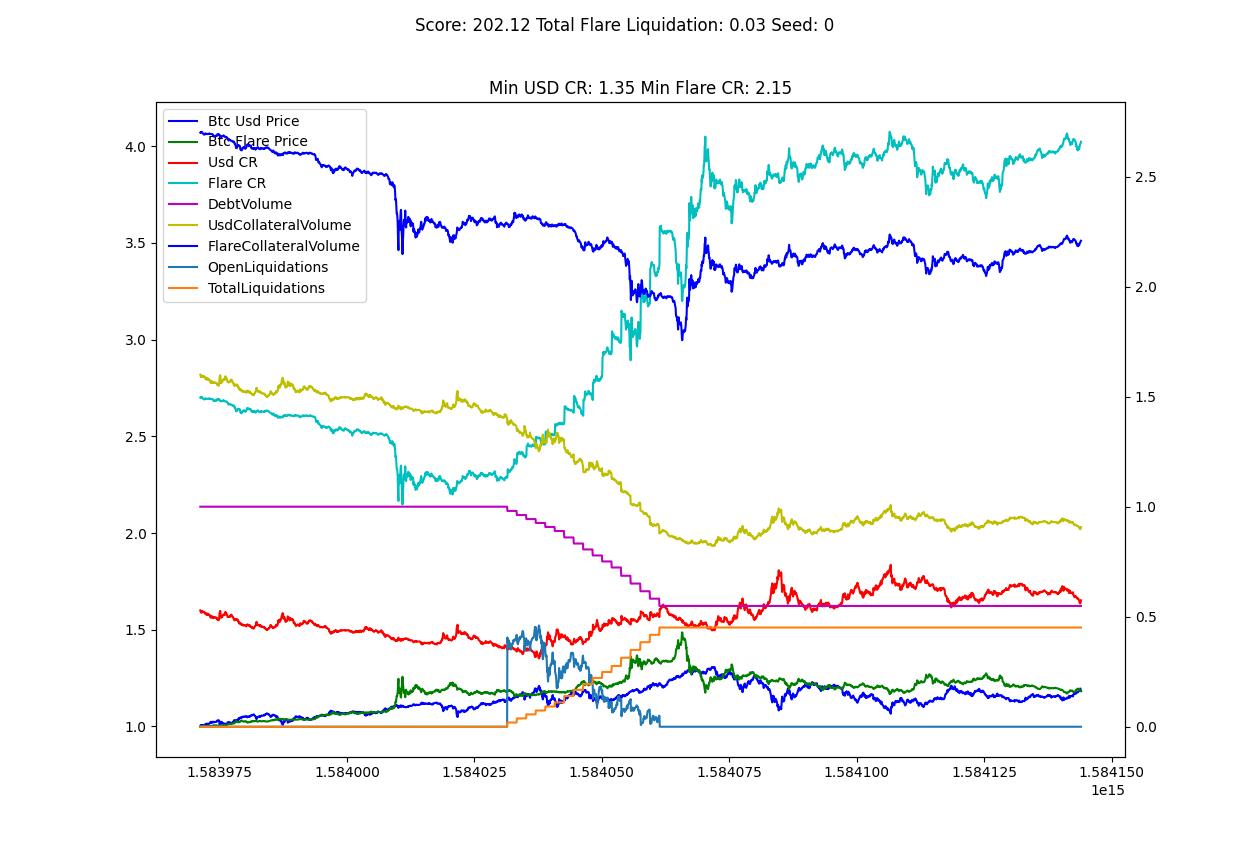 Score: 202.12 Total Flare Liquidation: 0.03 Seed: 0
Min USD CR: 1.35 Min Flare CR: 2.15
Btc Usd Price
Btc Flare Price
Usd CR
Flare CR
DebtVolume
UsdCollateralVolume
FlareCollateralVolume
OpenLiquidations
TotalLiquidations
4.0
3.5
3.0
2.5
2.0
1.5
1.0
2.5
2.0
1.5
1.0
0.5
0.0
1.583975 1.584000 1.584025 1.584050 1.584075 1.584100 1.584125 1.584150
1e15